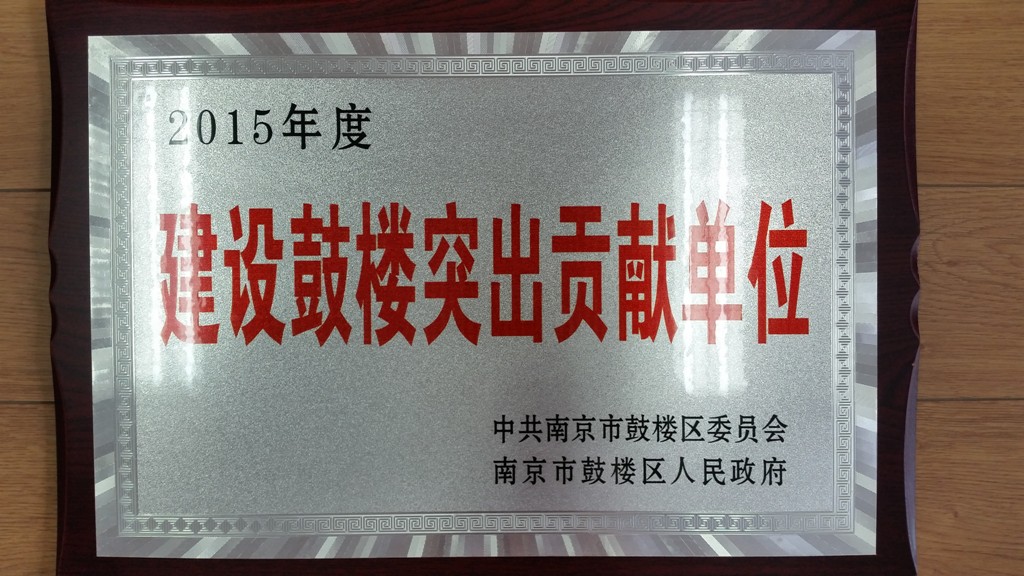 2015年度
建设鼓楼突出贡献单位
中共南京市鼓楼区委员会
南京市鼓楼区人民政府